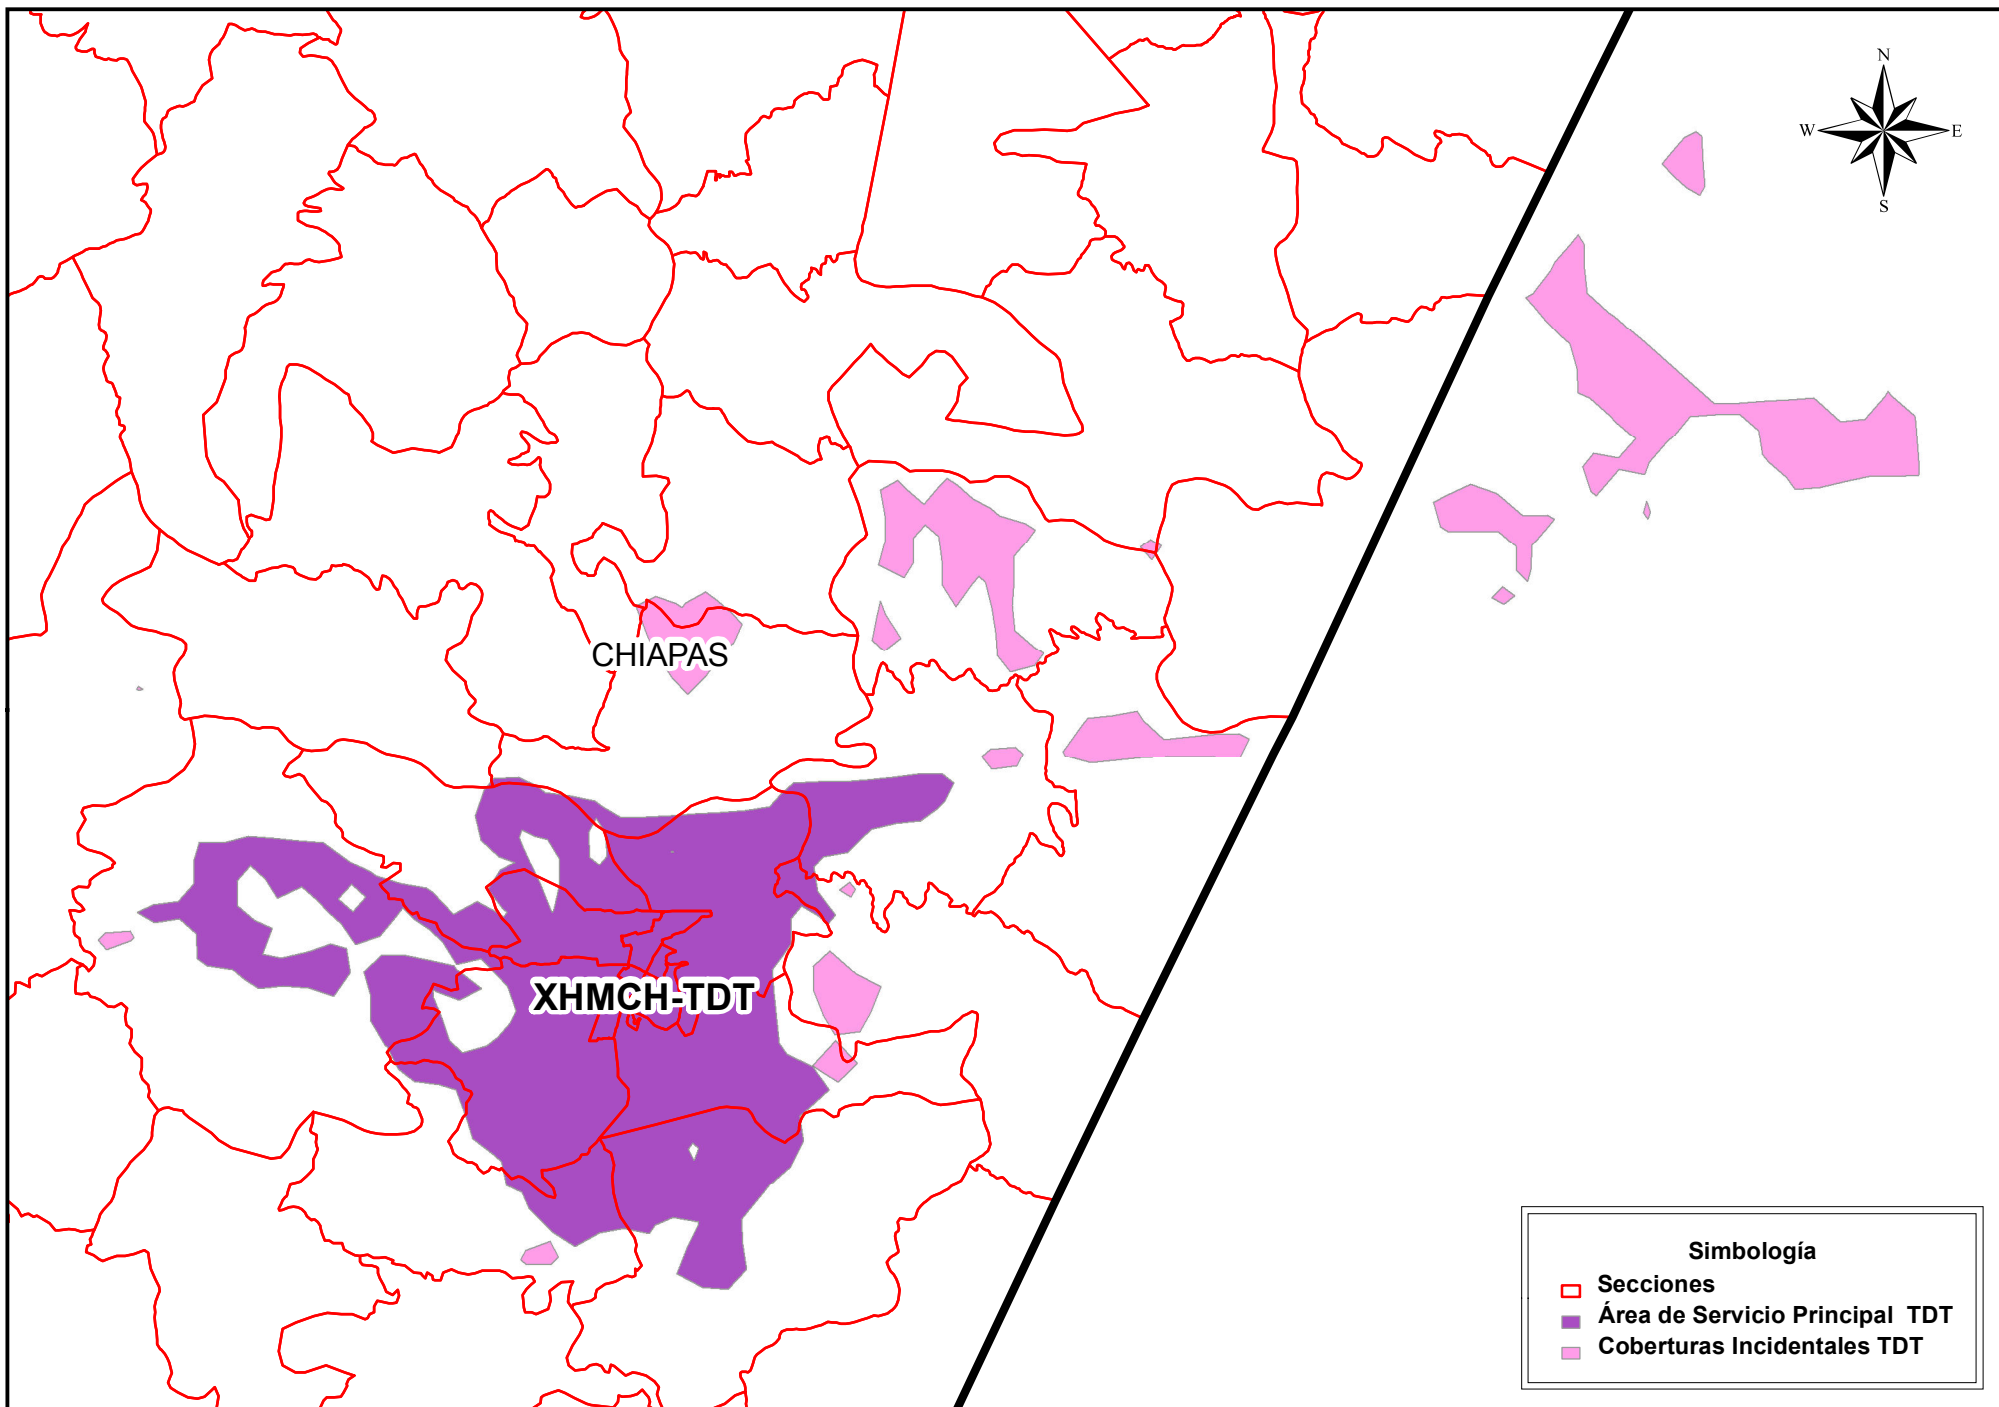 N
W E
S
CHIAPAS
XHMCH-TDT
Simbología
Secciones
Área de Servicio Principal TDT
Coberturas Incidentales TDT